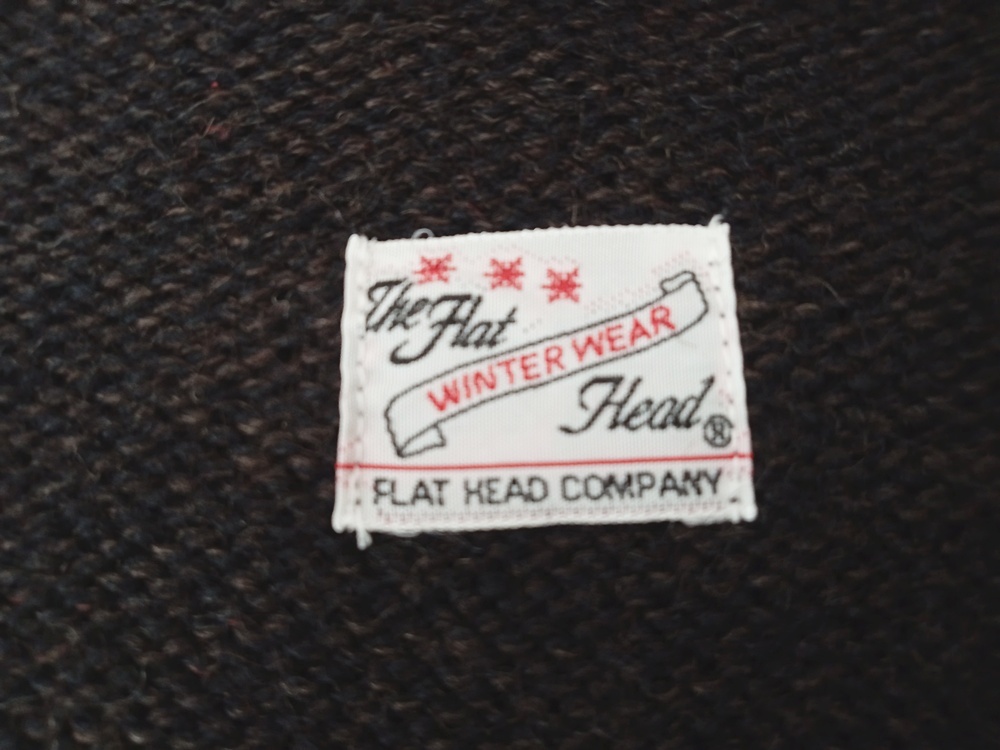 The Flat
WINTER WEAR
Head®
FLAT HEAD COMPANY